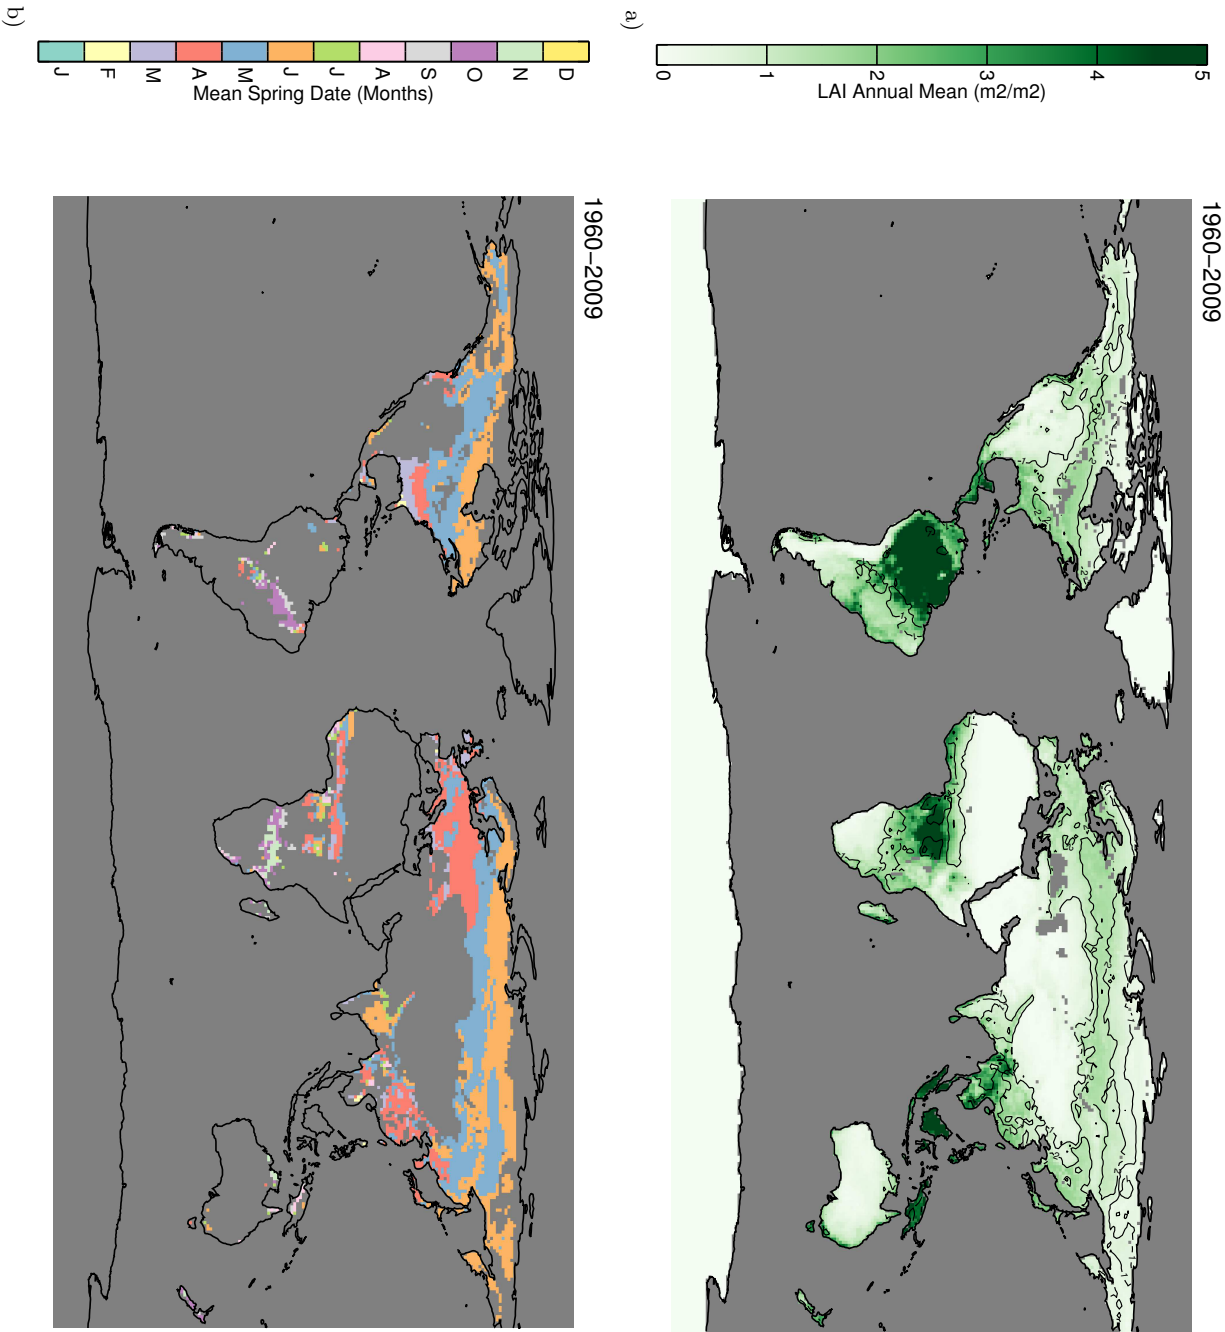 a)
1960−2009
0 1 2 3 4 5
LAI Annual Mean (m2/m2)
b)
1960−2009
J F M A M J J A S O N D
Mean Spring Date (Months)